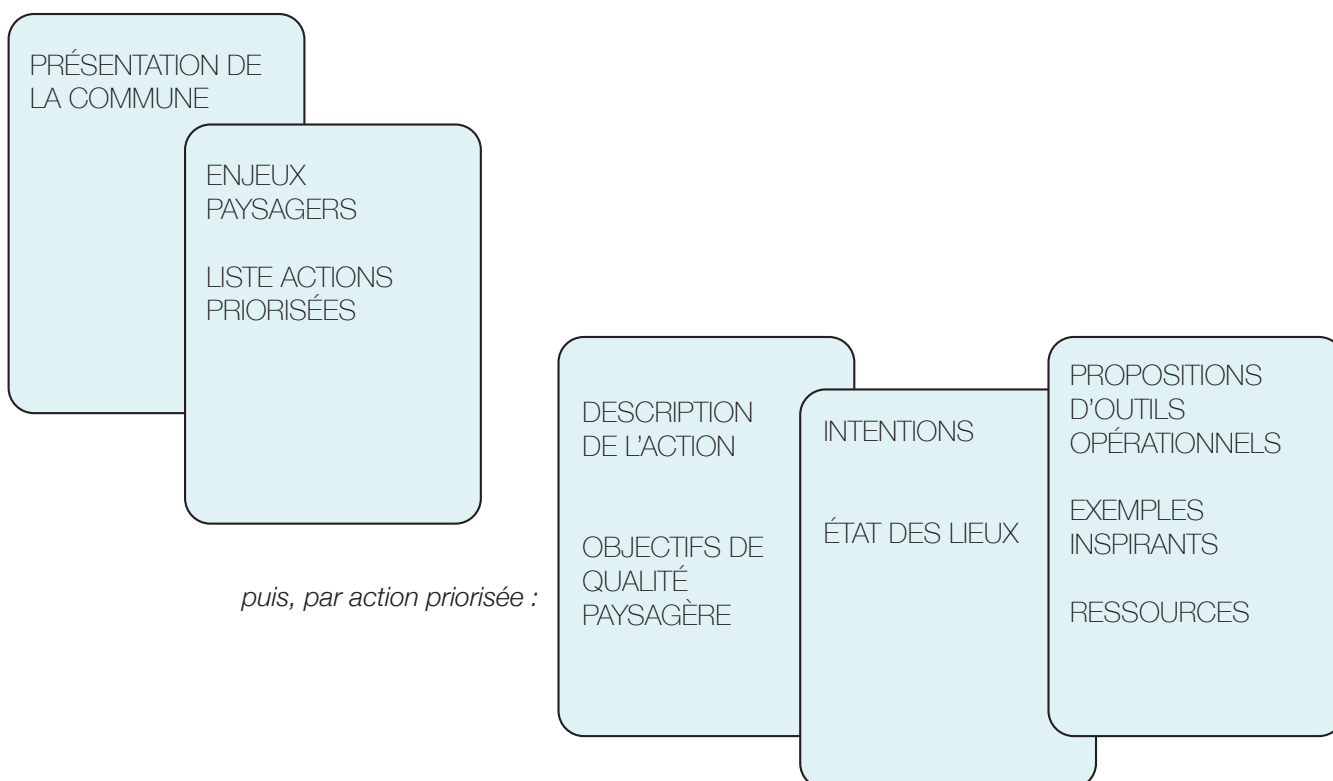 PRÉSENTATION DE
LA COMMUNE
ENJEUX
PAYSAGERS
LISTE ACTIONS
PRIORISÉES
puis, par action priorisée :
DESCRIPTION
DE L'ACTION
OBJECTIFS DE
QUALITÉ
PAYSAGÈRE
INTENTIONS
ÉTAT DES LIEUX
PROPOSITIONS
D'OUTILS
OPÉRATIONNELS
EXEMPLES
INSPIRANTS
RESSOURCES